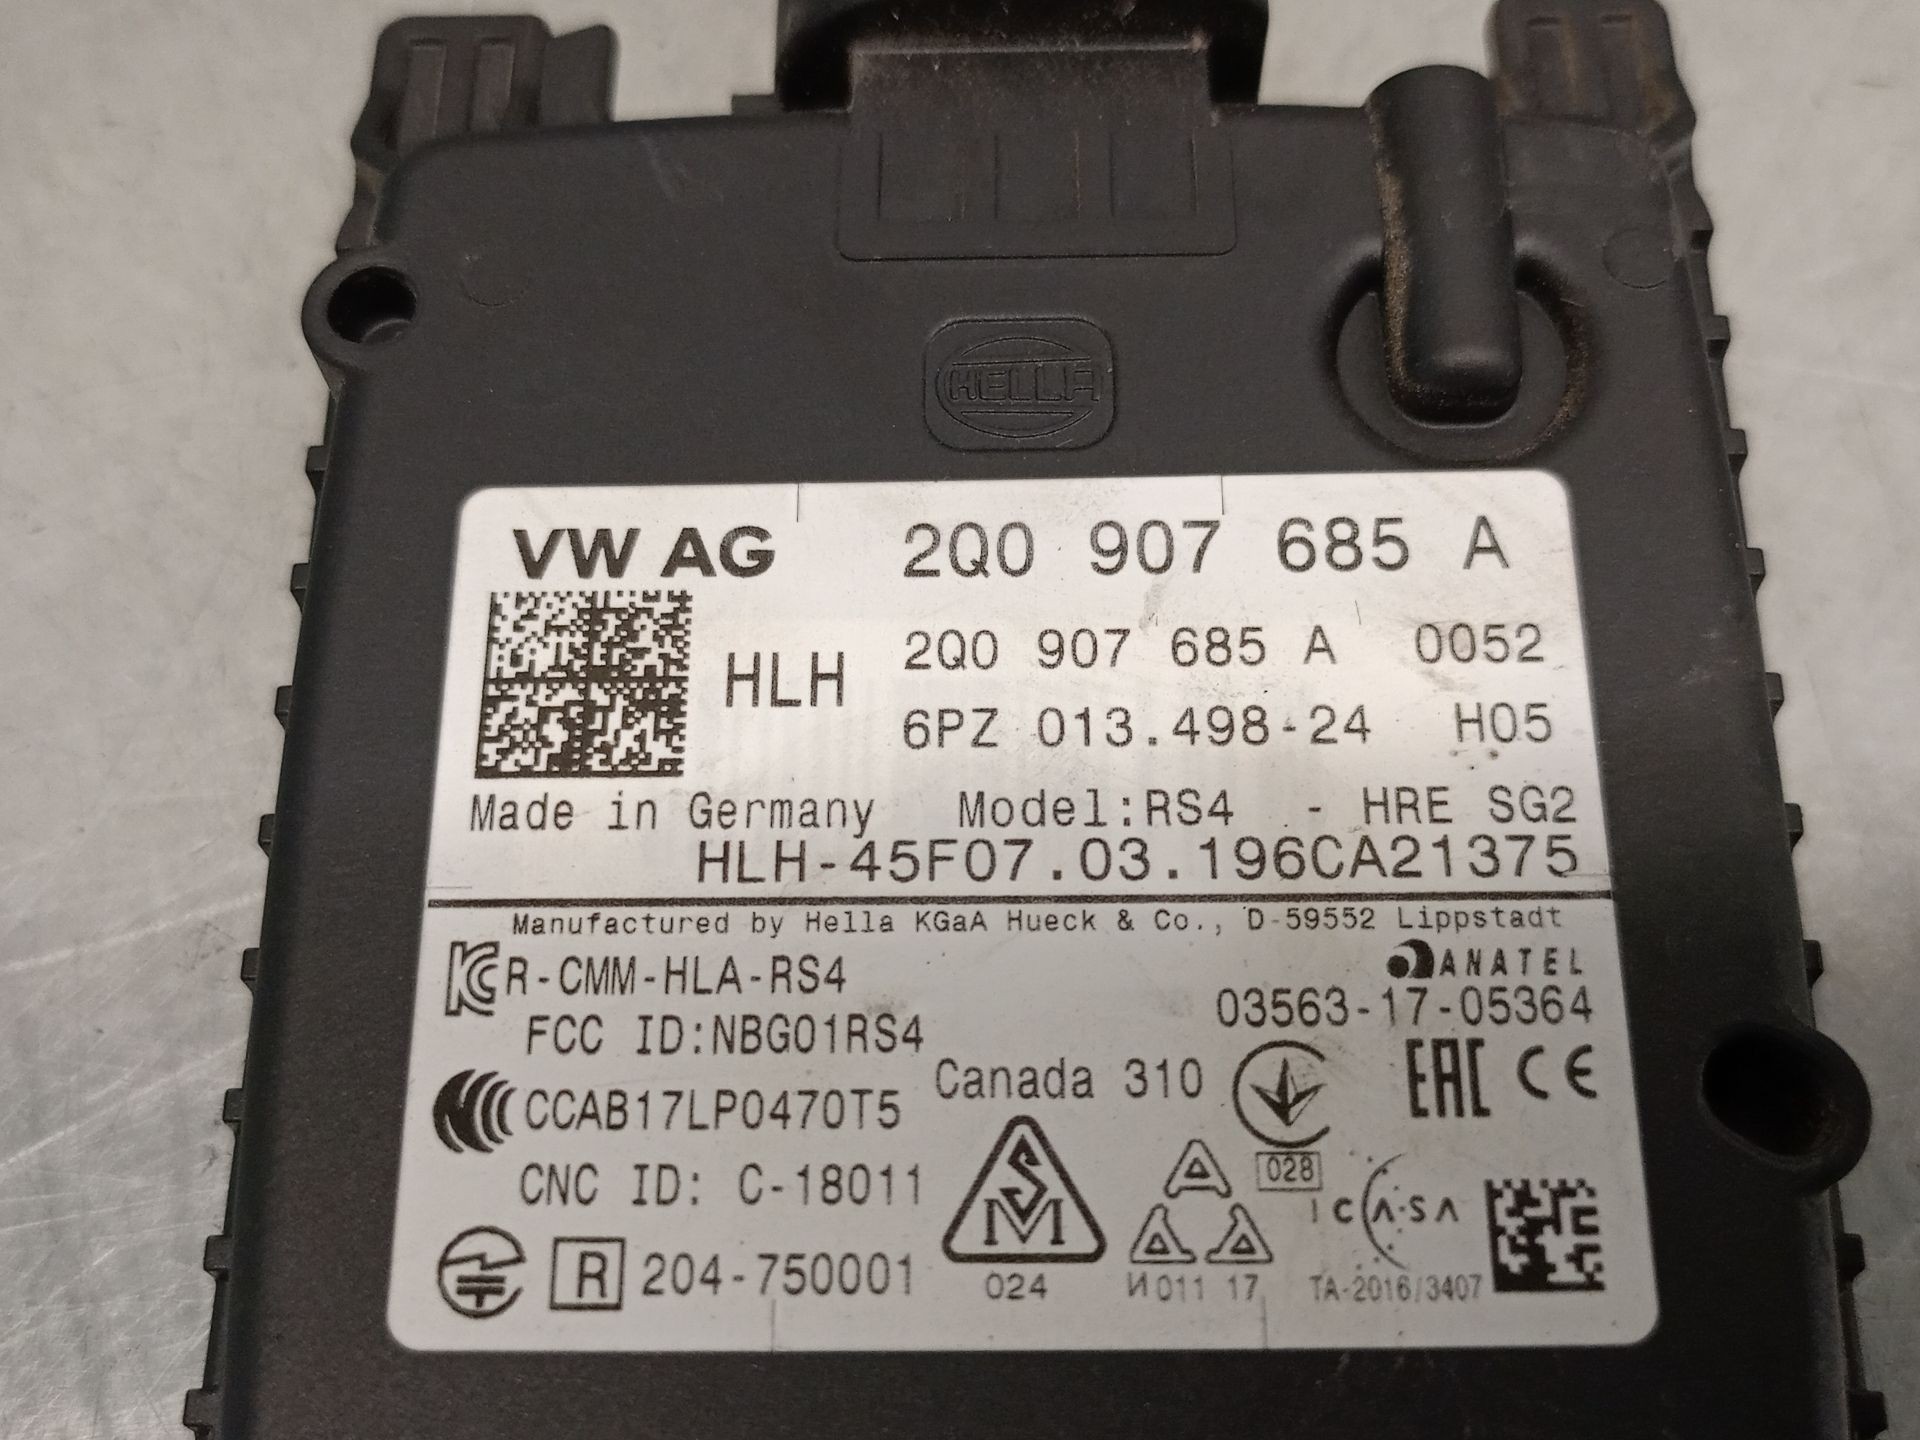 HELLA
VW AG 2Q0 907 685 A
HLH 2Q0 907 685 A 0052
6PZ 013.498-24 H05
Made in Germany Model:RS4 - HRE SG2
HLH-45F07.03.196CA21375
Manufactured by Hella KGaA Hueck & Co., D-59552 Lippstadt
R-CMM-HLA-RS4 ANATEL
03563-17-05364
FCC ID:NBG01RS4
Canada 310 EAC CE
CCAB17LP0470T5
028
CNC ID: C-18011
SM
ICASA
R 204-750001
024 И011 17 TA-2016/3407